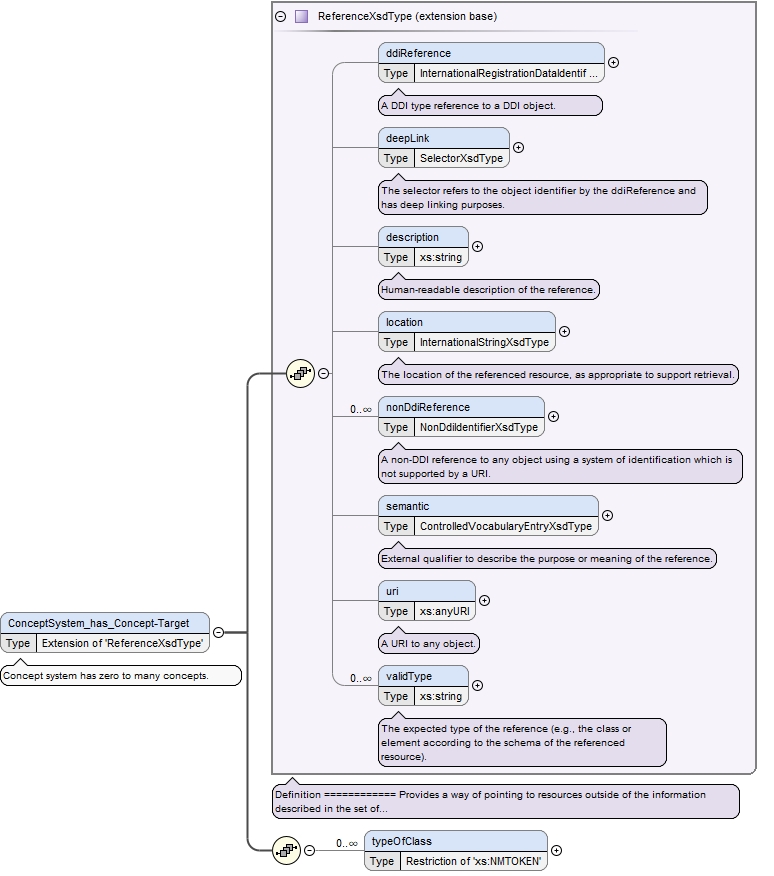 ReferenceXsdType (extension base)
ddiReference
Type InternationalRegistrationDataIdentif ...
A DDI type reference to a DDI object.
deepLink
Type SelectorXsdType
The selector refers to the object identifier by the ddiReference and
has deep linking purposes.
description
Type xs:string
Human-readable description of the reference.
location
Type InternationalStringXsdType
The location of the referenced resource, as appropriate to support retrieval.
0..∞ nonDdiReference
Type NonDdiIdentifierXsdType
A non-DDI reference to any object using a system of identification which is
not supported by a URI.
semantic
Type ControlledVocabularyEntryXsdType
External qualifier to describe the purpose or meaning of the reference.
uri
Type xs:anyURI
A URI to any object.
ConceptSystem_has_Concept-Target
Type Extension of 'ReferenceXsdType'
Concept system has zero to many concepts.
0..∞ validType
Type xs:string
The expected type of the reference (e.g., the class or
element according to the schema of the referenced
resource).
Definition ============ Provides a way of pointing to resources outside of the information
described in the set of...
0..∞ typeOfClass
Type Restriction of 'xs:NMTOKEN'